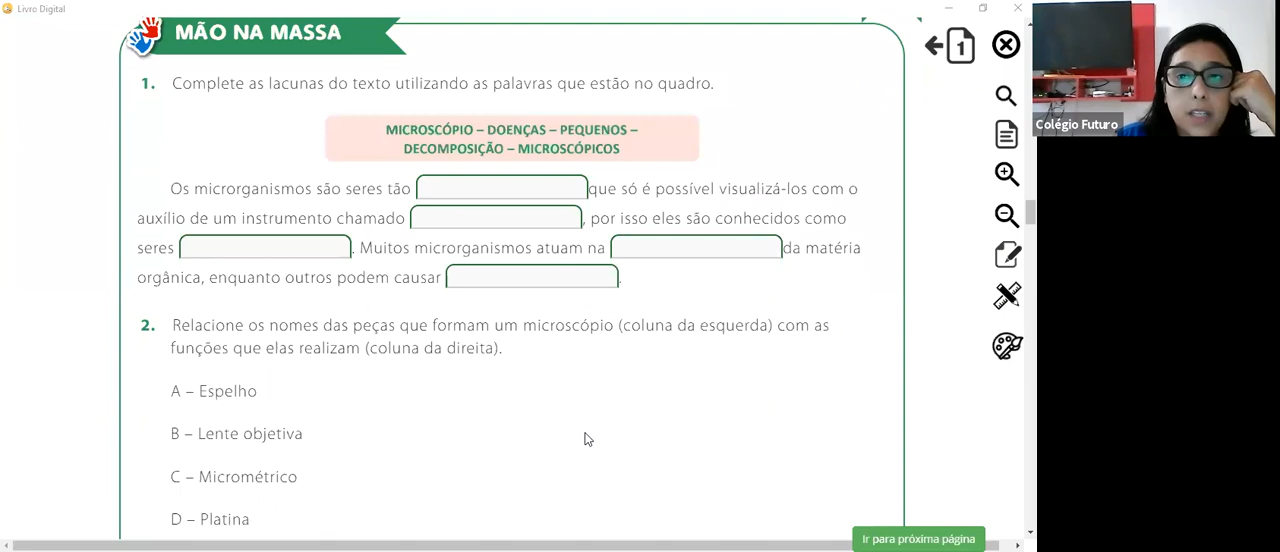 Livro Digital
MÃO NA MASSA
1
Colégio Futuro
1. Complete as lacunas do texto utilizando as palavras que estão no quadro.
MICROSCÓPIO – DOENÇAS – PEQUENOS –
DECOMPOSIÇÃO – MICROSCÓPICOS
Os microrganismos são seres tão que só é possível visualizá-los com o
auxílio de um instrumento chamado , por isso eles são conhecidos como
seres . Muitos microrganismos atuam na da matéria
orgânica, enquanto outros podem causar .
2. Relacione os nomes das peças que formam um microscópio (coluna da esquerda) com as
funções que elas realizam (coluna da direita).
A – Espelho
B – Lente objetiva
C – Micrométrico
D – Platina
Ir para próxima página